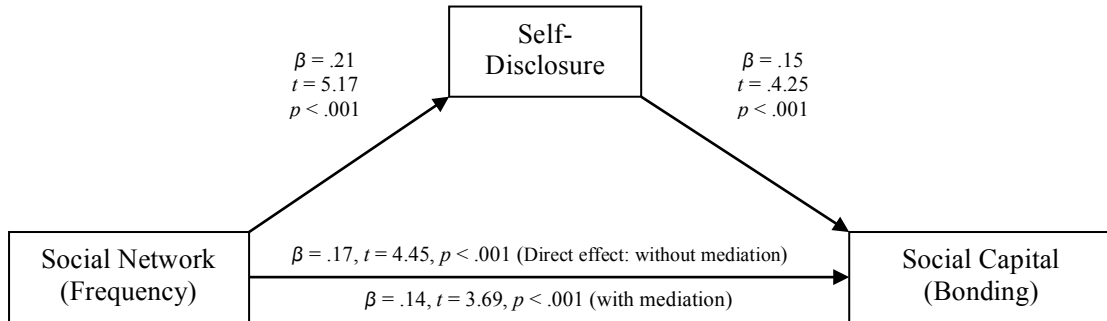 Self-
Disclosure
β = .21
t = 5.17
p < .001
β = .15
t = .4.25
p < .001
Social Network
(Frequency)
β = .17, t = 4.45, p < .001 (Direct effect: without mediation)
β = .14, t = 3.69, p < .001 (with mediation)
Social Capital
(Bonding)